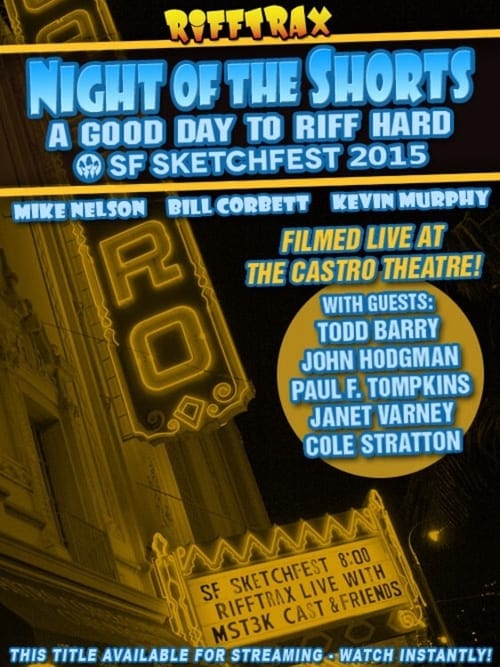 RIFFTRAX
NIGHT OF THE SHORTS
A GOOD DAY TO RIFF HARD
SF SKETCHFEST 2015
MIKE NELSON BILL CORBETT KEVIN MURPHY
FILMED LIVE AT
THE CASTRO THEATRE!
WITH GUESTS:
TODD BARRY
JOHN HODGMAN
PAUL F. TOMPKINS
JANET VARNEY
COLE STRATTON
RO
SF SKETCHFEST 8:00
RIFFTRAX LIVE WITH
MST3K CAST & FRIENDS
THIS TITLE AVAILABLE FOR STREAMING - WATCH INSTANTLY!